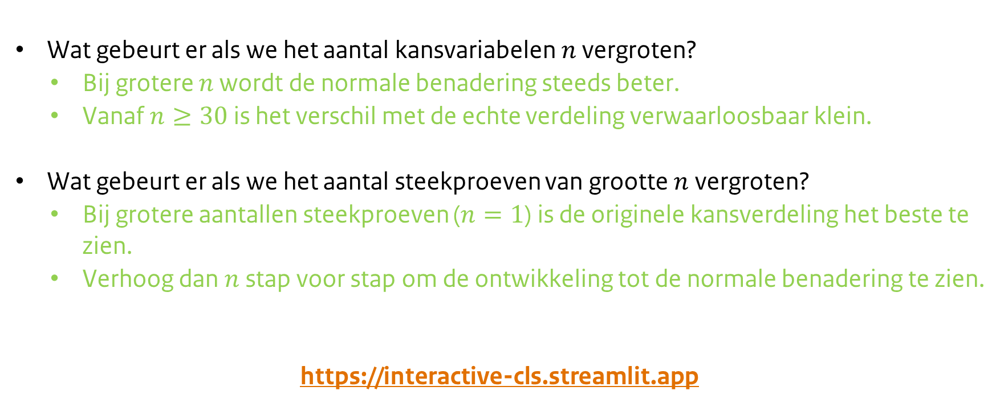 • Wat gebeurt er als we het aantal kansvariabelen 𝑛 vergroten?
• Bij grotere 𝑛 wordt de normale benadering steeds beter.
• Vanaf 𝑛 ≥ 30 is het verschil met de echte verdeling verwaarloosbaar klein.
• Wat gebeurt er als we het aantal steekproeven van grootte 𝑛 vergroten?
• Bij grotere aantallen steekproeven (𝑛 = 1) is de originele kansverdeling het beste te
zien.
• Verhoog dan 𝑛 stap voor stap om de ontwikkeling tot de normale benadering te zien.
https://interactive-cls.streamlit.app